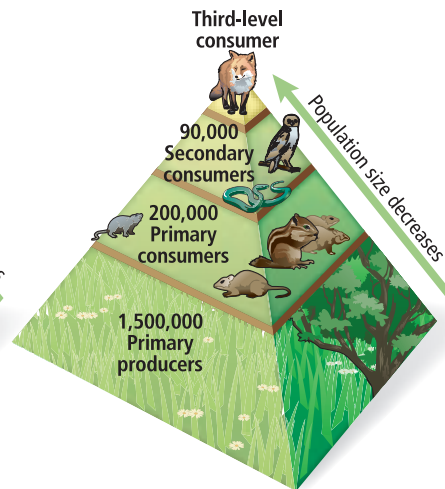 Third-level
consumer
90,000
Secondary
consumers
200,000
Primary
consumers
1,500,000
Primary
producers
Population size decreases